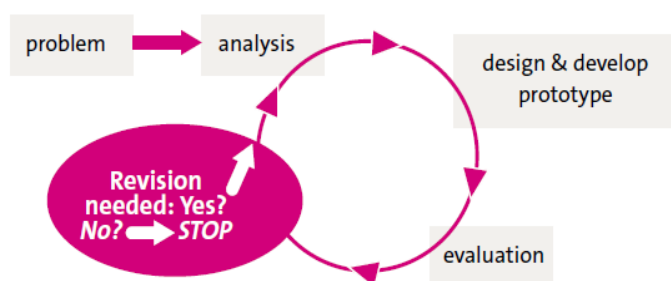 problem
analysis
design & develop
prototype
Revision
needed: Yes?
No? STOP
evaluation